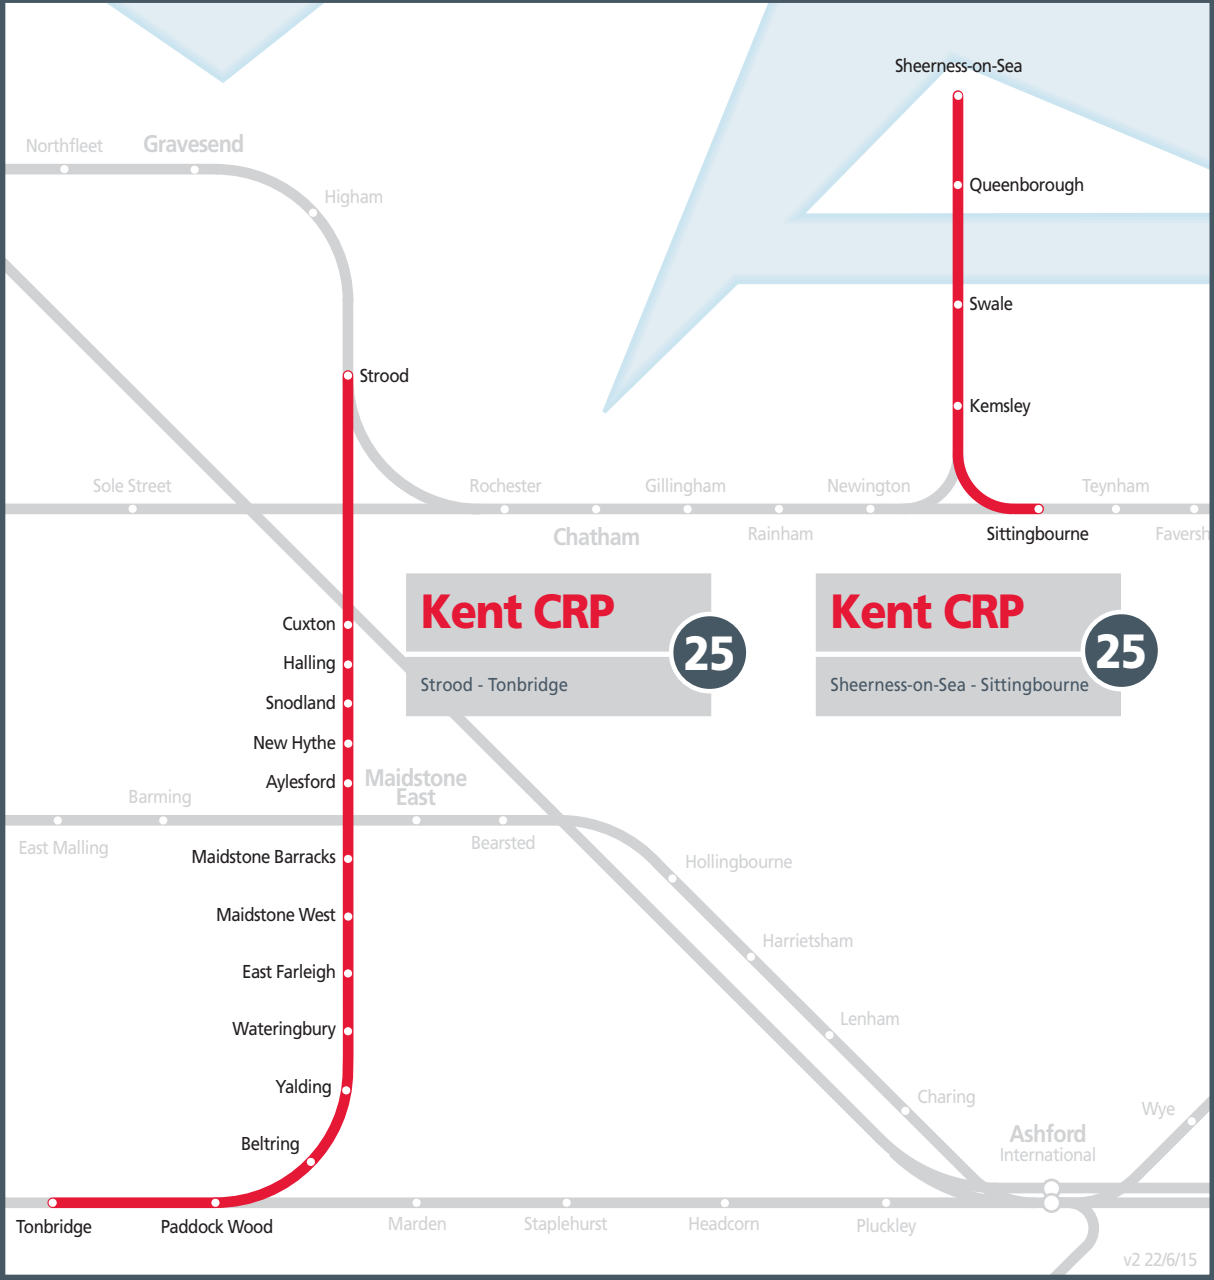 Sheerness-on-Sea
Northfleet
Gravesend
Higham
Queenborough
Swale
Strood
Kemsley
Sole Street
Rochester
Gillingham
Newington
Teynham
Chatham
Rainham
Sittingbourne
Faversh
Kent CRP
25
Strood - Tonbridge
Kent CRP
25
Sheerness-on-Sea - Sittingbourne
Cuxton
Halling
Snodland
New Hythe
Aylesford
Maidstone
East
Barming
East Malling
Bearsted
Maidstone Barracks
Hollingbourne
Maidstone West
Harrietsham
East Farleigh
Lenham
Wateringbury
Yalding
Charing
Wye
Beltring
Ashford
International
Tonbridge
Paddock Wood
Marden
Staplehurst
Headcorn
Pluckley
v2 22/6/15